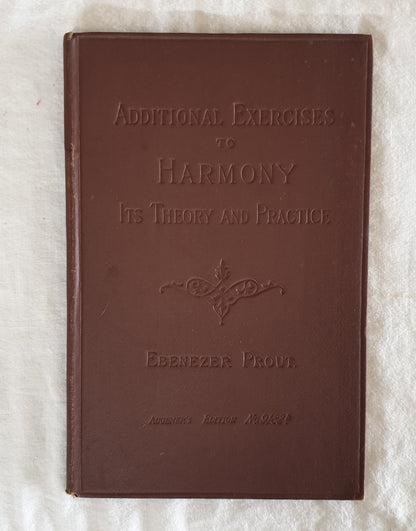 ADDITIONAL EXERCISES
TO
HARMONY
ITS THEORY AND PRACTICE
EBENEZER PROUT.
AUGENER'S EDITION No.